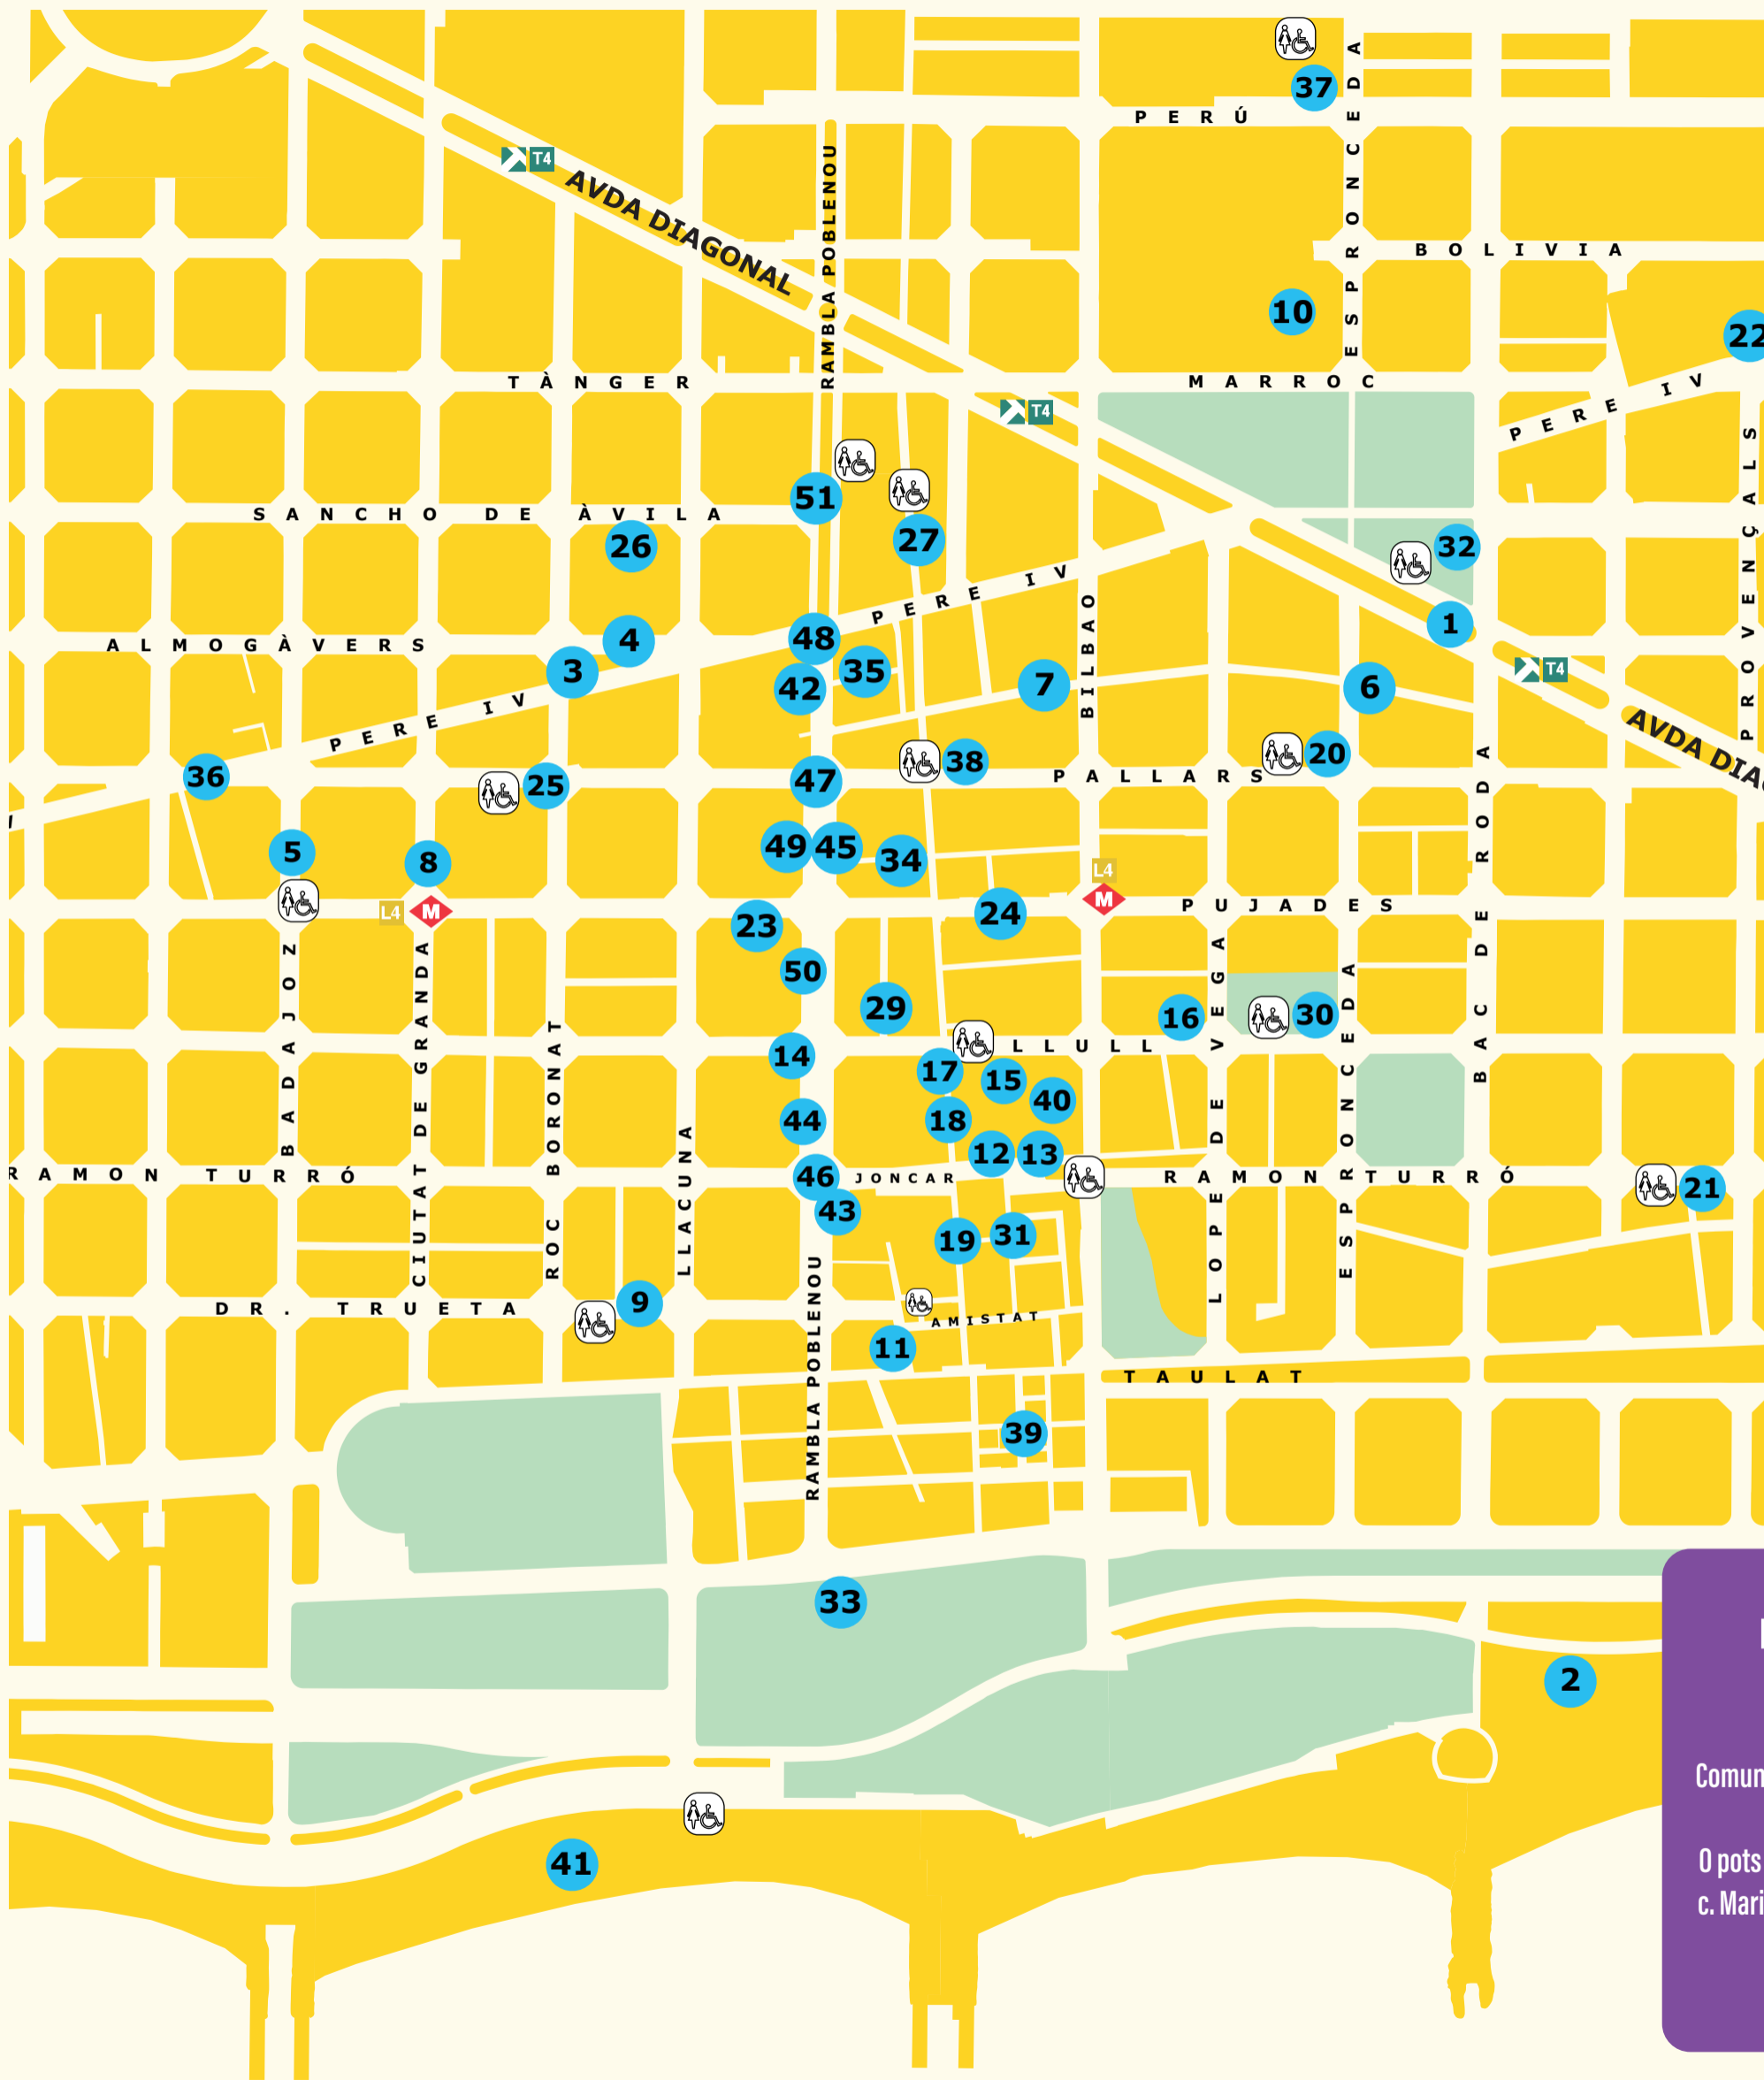 37
PERÚ
ESPRONCEDA
T4
AVDA DIAGONAL
RAMBLA POBLENOU
BOLIVIA
10
22
TÀNGER
MARROC
T4
PERE IV
PROVENÇALS
51
SANCHO DE ÀVILA
26
27
32
PERE IV
BILBAO
1
ALMOGÀVERS
4
48
3
35
42
7
6
T4
PERE IV
AVDA DIA
36
25
47
38
20
PALLARS
BAC DE RODA
5
8
49
45
34
L4
M
L4
M
24
PUJADES
23
50
29
16
30
BADAJOZ
CIUTAT DE GRANDA
ROC BORONAT
LLACUNA
LOPE DE VEGA
ESPRONCEDA
14
LLULL
17
15
40
44
18
12
13
RAMON TURRÓ
46
JONCAR
RAMON TURRÓ
21
43
19
31
9
DR. TRUETA
AMISTAT
11
RAMBLA POBLENOU
TAULAT
39
33
2
Comun
O pots
c. Mari
41